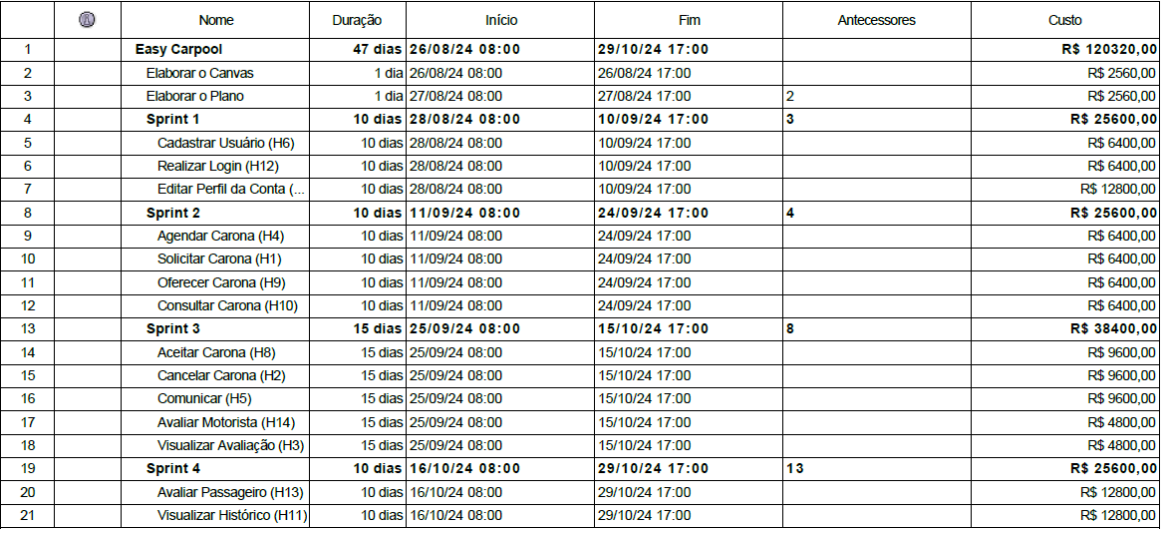 Nome Duração Início Fim Antecessores Custo
1 Easy Carpool 47 dias 26/08/24 08:00 29/10/24 17:00 R$ 120320,00
2 Elaborar o Canvas 1 dia 26/08/24 08:00 26/08/24 17:00 R$ 2560,00
3 Elaborar o Plano 1 dia 27/08/24 08:00 27/08/24 17:00 2 R$ 2560,00
4 Sprint 1 10 dias 28/08/24 08:00 10/09/24 17:00 3 R$ 25600,00
5 Cadastrar Usuário (H6) 10 dias 28/08/24 08:00 10/09/24 17:00 R$ 6400,00
6 Realizar Login (H12) 10 dias 28/08/24 08:00 10/09/24 17:00 R$ 6400,00
7 Editar Perfil da Conta (... 10 dias 28/08/24 08:00 10/09/24 17:00 R$ 12800,00
8 Sprint 2 10 dias 11/09/24 08:00 24/09/24 17:00 4 R$ 25600,00
9 Agendar Carona (H4) 10 dias 11/09/24 08:00 24/09/24 17:00 R$ 6400,00
10 Solicitar Carona (H1) 10 dias 11/09/24 08:00 24/09/24 17:00 R$ 6400,00
11 Oferecer Carona (H9) 10 dias 11/09/24 08:00 24/09/24 17:00 R$ 6400,00
12 Consultar Carona (H10) 10 dias 11/09/24 08:00 24/09/24 17:00 R$ 6400,00
13 Sprint 3 15 dias 25/09/24 08:00 15/10/24 17:00 8 R$ 38400,00
14 Aceitar Carona (H8) 15 dias 25/09/24 08:00 15/10/24 17:00 R$ 9600,00
15 Cancelar Carona (H2) 15 dias 25/09/24 08:00 15/10/24 17:00 R$ 9600,00
16 Comunicar (H5) 15 dias 25/09/24 08:00 15/10/24 17:00 R$ 9600,00
17 Avaliar Motorista (H14) 15 dias 25/09/24 08:00 15/10/24 17:00 R$ 4800,00
18 Visualizar Avaliação (H3) 15 dias 25/09/24 08:00 15/10/24 17:00 R$ 4800,00
19 Sprint 4 10 dias 16/10/24 08:00 29/10/24 17:00 13 R$ 25600,00
20 Avaliar Passageiro (H13) 10 dias 16/10/24 08:00 29/10/24 17:00 R$ 12800,00
21 Visualizar Histórico (H11) 10 dias 16/10/24 08:00 29/10/24 17:00 R$ 12800,00